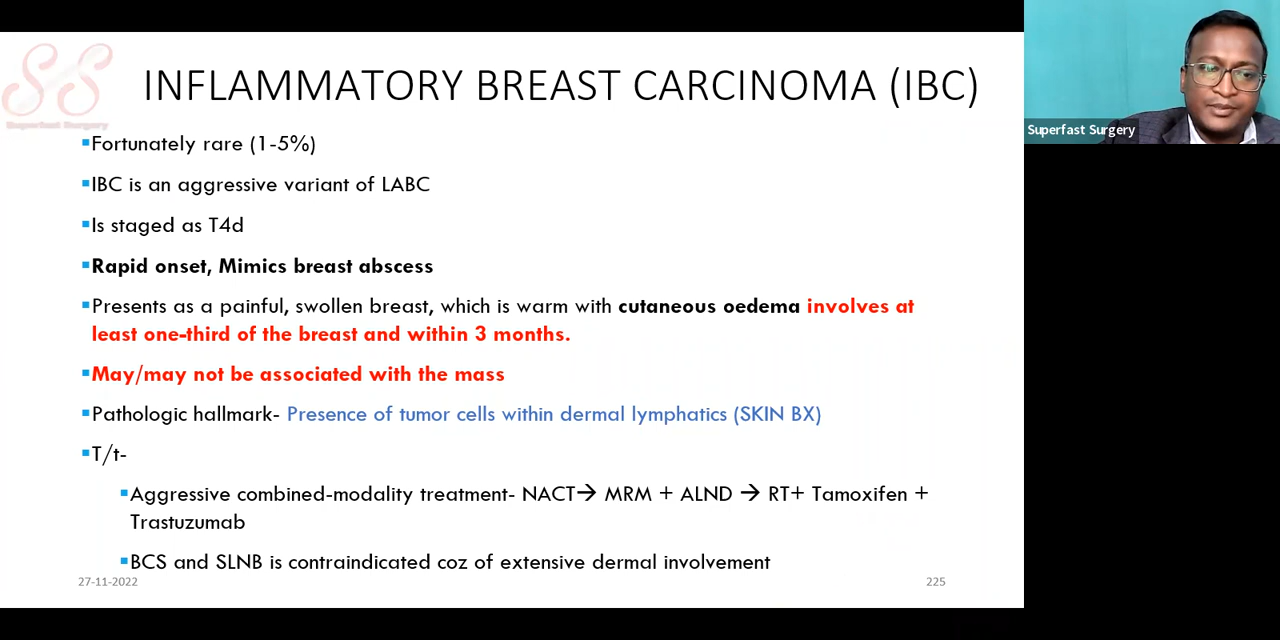 INFLAMMATORY BREAST CARCINOMA (IBC)
Superfast Surgery
Superfast Surgery
▪Fortunately rare (1-5%)
▪IBC is an aggressive variant of LABC
▪Is staged as T4d
▪Rapid onset, Mimics breast abscess
▪Presents as a painful, swollen breast, which is warm with cutaneous oedema involves at
least one-third of the breast and within 3 months.
▪May/may not be associated with the mass
▪Pathologic hallmark- Presence of tumor cells within dermal lymphatics (SKIN BX)
▪T/t-
▪Aggressive combined-modality treatment- NACT→ MRM + ALND → RT+ Tamoxifen +
Trastuzumab
▪BCS and SLNB is contraindicated coz of extensive dermal involvement
27-11-2022
225